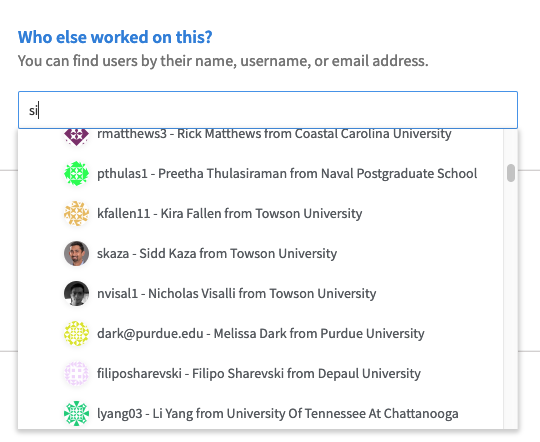 Who else worked on this?
You can find users by their name, username, or email address.
si
rmatthews3 - Rick Matthews from Coastal Carolina University
pthulas1 - Preetha Thulasiraman from Naval Postgraduate School
kfallen11 - Kira Fallen from Towson University
skaza - Sidd Kaza from Towson University
nvisal1 - Nicholas Visalli from Towson University
dark@purdue.edu - Melissa Dark from Purdue University
filiposharevski - Filipo Sharevski from Depaul University
lyang03 - Li Yang from University Of Tennessee At Chattanooga